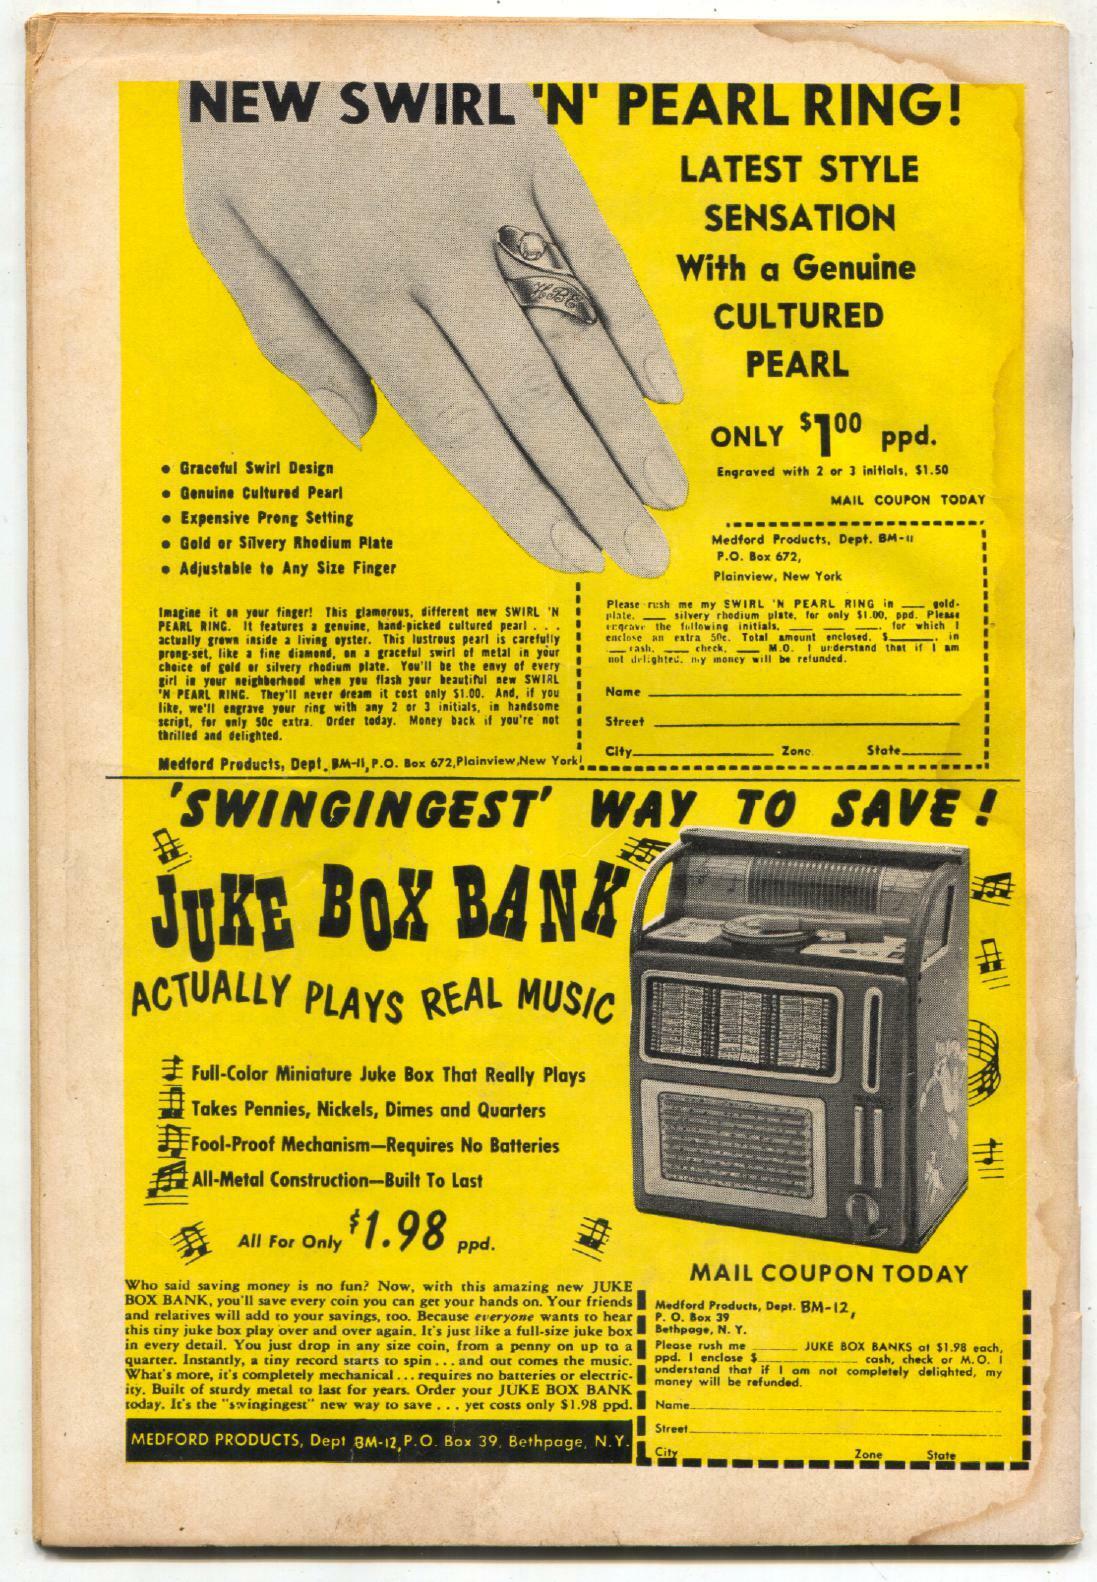 NEW SWIRL 'N' PEARL RING!
LATEST STYLE
SENSATION
With a Genuine
CULTURED
PEARL
ONLY $1.00 ppd.
Engraved with 2 or 3 initials, $1.50
MAIL COUPON TODAY
• Graceful Swirl Design
• Genuine Cultured Pearl
• Expensive Prong Setting
• Gold or Silvery Rhodium Plate
• Adjustable to Any Size Finger
Imagine it on your finger! This glamorous, different new SWIRL 'N
PEARL RING. It features a genuine, hand-picked cultured pearl . . .
actually grown inside a living oyster. This lustrous pearl is carefully
prong-set, like a fine diamond, on a graceful swirl of metal in your
choice of gold or silvery rhodium plate. You'll be the envy of every
girl in your neighborhood when you flash your beautiful new SWIRL
'N PEARL RING. They'll never dream it cost only $1.00. And, if you
like, we'll engrave your ring with any 2 or 3 initials, in handsome
script, for only 50c extra. Order today. Money back if you're not
thrilled and delighted.
Medford Products, Dept. BM-11, P.O. Box 672, Plainview, New York
Medford Products, Dept. BM-11
P.O. Box 672,
Plainview, New York
Please rush me my SWIRL 'N PEARL RING in ____ gold-
plate, ____ silvery rhodium plate, for only $1.00, ppd. Please
engrave the following initials, ____ ____ ____, for which I
enclose an extra 50c. Total amount enclosed, $______, in
____ cash, ____ check, ____ M.O. I understand that if I am
not delighted, my money will be refunded.
Name
Street
City Zone State
'SWINGINGEST' WAY TO SAVE!
JUKE BOX BANK
ACTUALLY PLAYS REAL MUSIC
Full-Color Miniature Juke Box That Really Plays
Takes Pennies, Nickels, Dimes and Quarters
Fool-Proof Mechanism—Requires No Batteries
All-Metal Construction—Built To Last
All For Only $1.98 ppd.
Who said saving money is no fun? Now, with this amazing new JUKE
BOX BANK, you'll save every coin you can get your hands on. Your friends
and relatives will add to your savings, too. Because everyone wants to hear
this tiny juke box play over and over again. It's just like a full-size juke box
in every detail. You just drop in any size coin, from a penny on up to a
quarter. Instantly, a tiny record starts to spin . . . and out comes the music.
What's more, it's completely mechanical . . . requires no batteries or electric-
ity. Built of sturdy metal to last for years. Order your JUKE BOX BANK
today. It's the "swingingest" new way to save . . . yet costs only $1.98 ppd.
MEDFORD PRODUCTS, Dept BM-12, P.O. Box 39, Bethpage, N.Y.
MAIL COUPON TODAY
Medford Products, Dept. BM-12,
P. O. Box 39
Bethpage, N. Y.
Please rush me ________ JUKE BOX BANKS at $1.98 each,
ppd. I enclose $____________ cash, check or M.O. I
understand that if I am not completely delighted, my
money will be refunded.
Name
Street
City Zone State